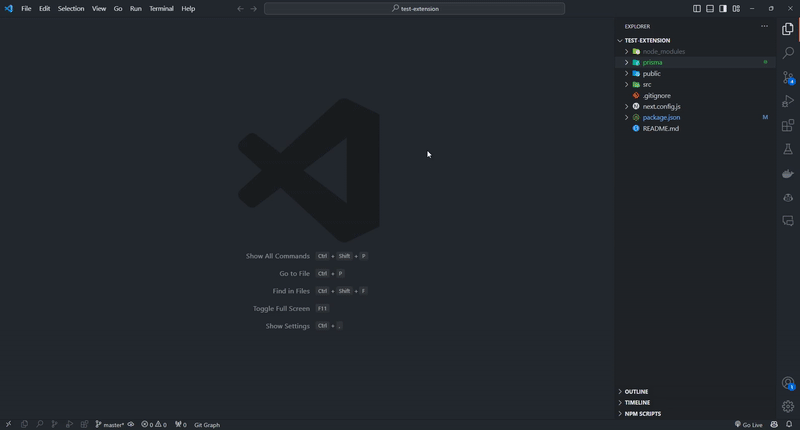 File Edit Selection View Go Run Terminal Help
test-extension
EXPLORER
TEST-EXTENSION
node_modules
prisma
public
src
.gitignore
next.config.js
package.json M
README.md
4
Show All Commands Ctrl + Shift + P
Go to File Ctrl + P
Find in Files Ctrl + Shift + F
Toggle Full Screen F11
Show Settings Ctrl + ,
1
OUTLINE
TIMELINE
NPM SCRIPTS
master* 0 0 0 Git Graph Go Live